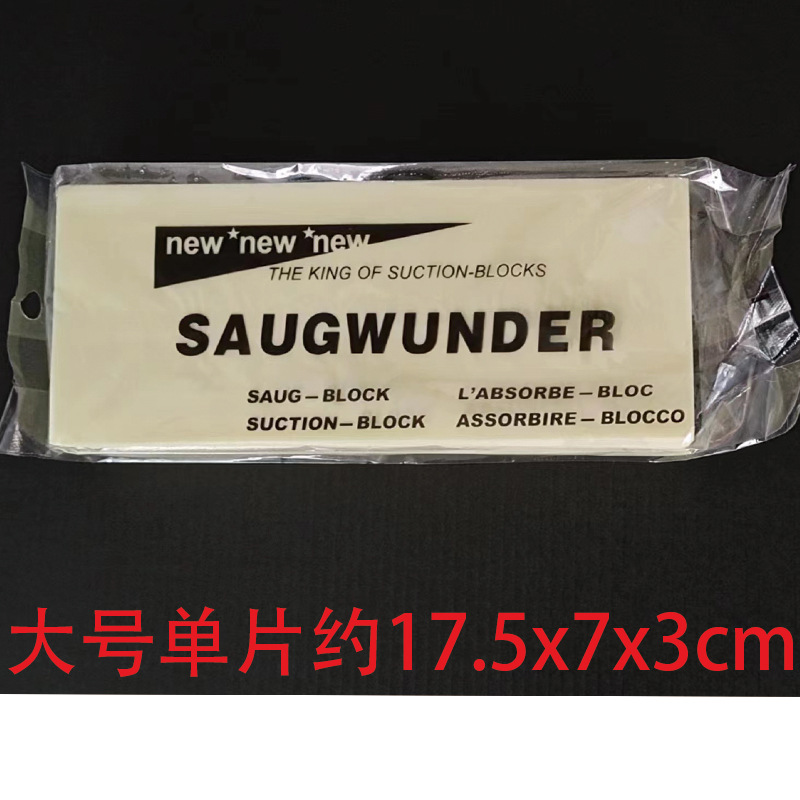 new*new*new
THE KING OF SUCTION-BLOCKS
SAUGWUNDER
SAUG–BLOCK L'ABSORBE–BLOC
SUCTION–BLOCK ASSORBIRE–BLOCCO
大号单片约17.5x7x3cm